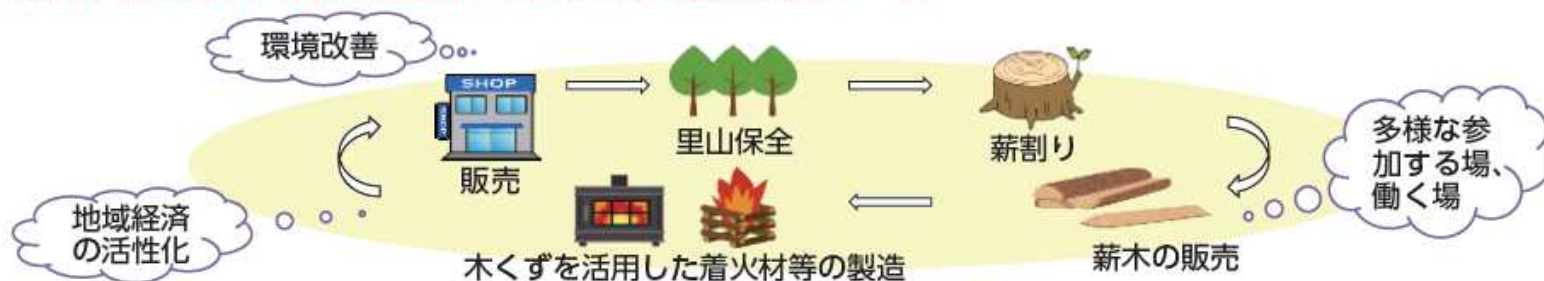 環境改善
SHOP
SHOP
販売
里山保全
薪割り
多様な参
加する場、
働く場
薪木の販売
木くずを活用した着火材等の製造
地域経済
の活性化